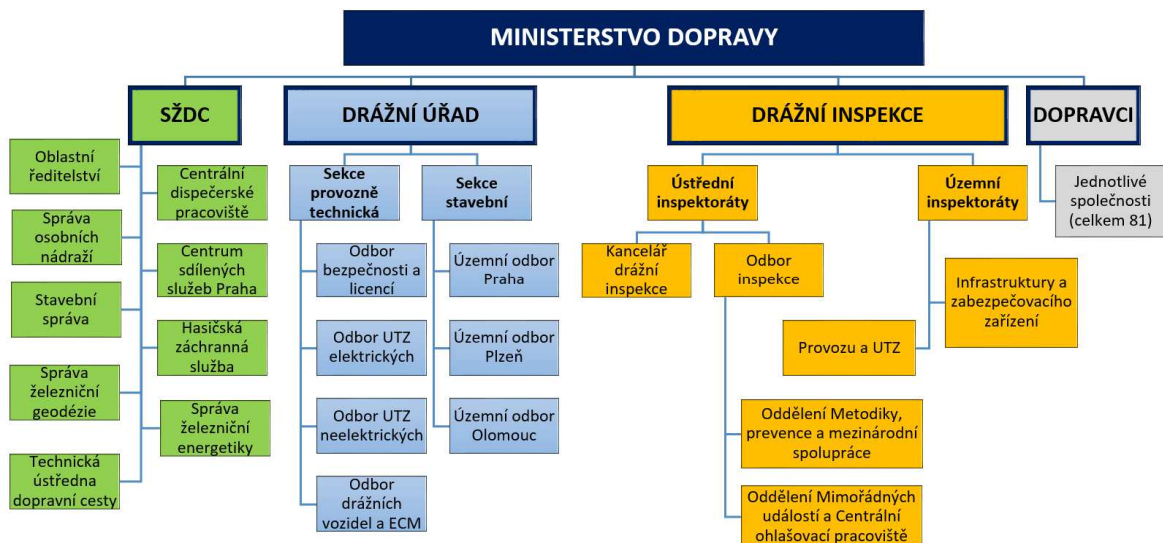 MINISTERSTVO DOPRAVY
SŽDC
DRÁŽNÍ ÚŘAD
DRÁŽNÍ INSPEKCE
DOPRAVCI
Oblastní
ředitelství
Centrální
dispečerské
pracoviště
Správa
osobních
nádraží
Centrum
sdílených
služeb Praha
Stavební
správa
Hasičská
záchranná
služba
Správa
železniční
geodézie
Správa
železniční
energetiky
Technická
ústředna
dopravní cesty
Sekce
provozně
technická
Odbor
bezpečnosti a
licencí
Odbor UTZ
elektrických
Odbor UTZ
neelektrických
Odbor
drážních
vozidel a ECM
Sekce
stavební
Územní odbor
Praha
Územní odbor
Plzeň
Územní odbor
Olomouc
Ústřední
inspektoráty
Kancelář
drážní
inspekce
Odbor
inspekce
Oddělení Metodiky,
prevence a mezinárodní
spolupráce
Oddělení Mimořádných
událostí a Centrální
ohlašovací pracoviště
Územní
inspektoráty
Infrastruktury a
zabezpečovacího
zařízení
Provozu a UTZ
Jednotlivé
společnosti
(celkem 81)